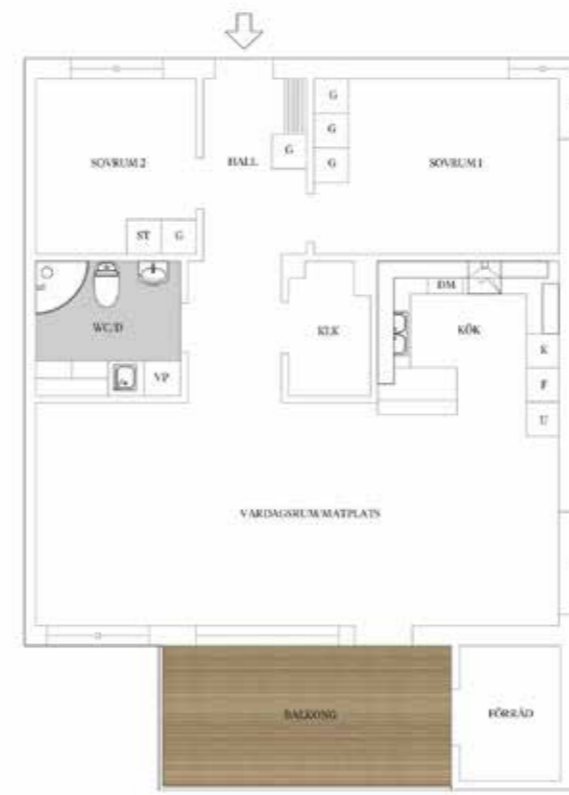 G
G
SOVRUM 2
HALL
G
G
SOVRUM 1
ST
G
DM
WC/D
KLK
KÖK
K
VP
F
U
VARDAGSRUM/MATPLATS
BALKONG
FÖRRÅD